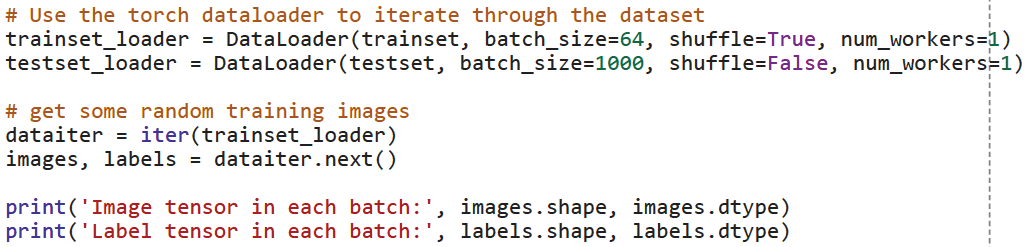 # Use the torch dataloader to iterate through the dataset
trainset_loader = DataLoader(trainset, batch_size=64, shuffle=True, num_workers=1)
testset_loader = DataLoader(testset, batch_size=1000, shuffle=False, num_workers=1)
# get some random training images
dataiter = iter(trainset_loader)
images, labels = dataiter.next()
print('Image tensor in each batch:', images.shape, images.dtype)
print('Label tensor in each batch:', labels.shape, labels.dtype)